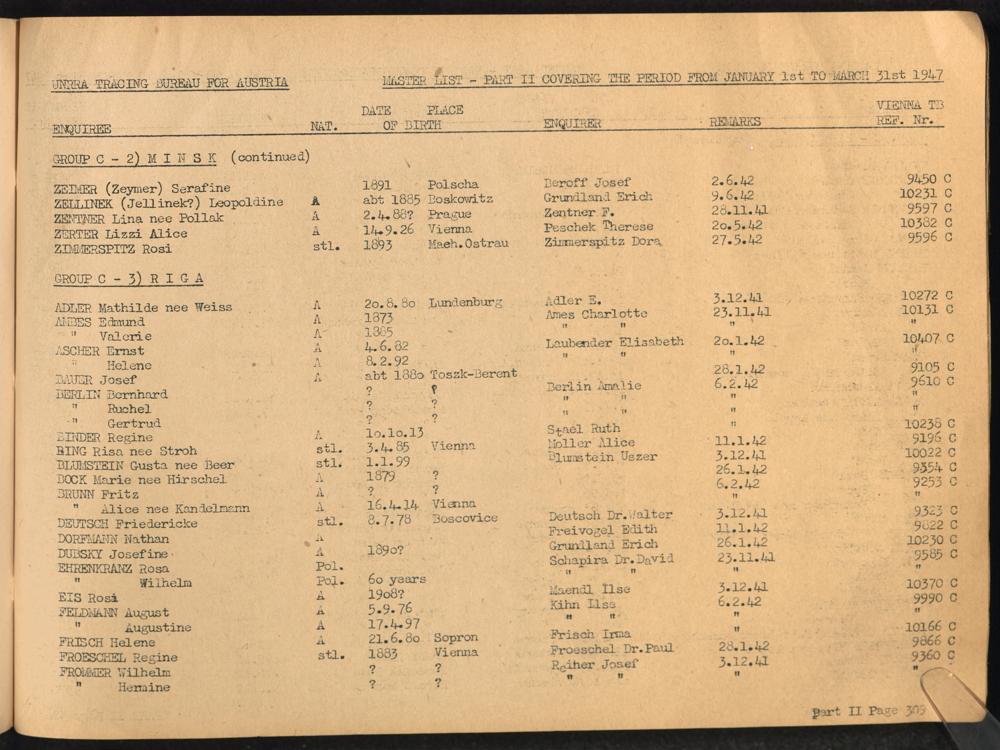 UNRRA TRACING BUREAU FOR AUSTRIA MASTER LIST - PART II COVERING THE PERIOD FROM JANUARY 1st TO MARCH 31st 1947
DATE PLACE VIENNA TB
ENQUIREE NAT. OF BIRTH ENQUIRER REMARKS REF. Nr.
GROUP C - 2) M I N S K (continued)
ZEIMER (Zeymer) Serafine 1891 Polscha Beroff Josef 2.6.42 9450 C
ZELLINEK (Jellinek?) Leopoldine A abt 1885 Boskowitz Grundland Erich 9.6.42 10231 C
ZENTNER Lina nee Pollak A 2.4.88? Prague Zentner F. 28.11.41 9597 C
ZERTER Lizzi Alice A 14.9.26 Vienna Peschek Therese 20.5.42 10382 C
ZIMMERSPITZ Rosi stl. 1893 Maeh.Ostrau Zimmerspitz Dora 27.5.42 9596 C
GROUP C - 3) R I G A
ADLER Mathilde nee Weiss A 20.8.80 Lundenburg Adler E. 3.12.41 10272 C
AMBES Edmund A 1873 Ames Charlotte 23.11.41 10131 C
" Valerie A 1885 " " " "
ASCHER Ernst A 4.6.82 Laubender Elisabeth 20.1.42 10407 C
" Helene A 8.2.92 " " " "
BAUER Josef A abt 1880 Toszk-Berent 28.1.42 9105 C
BERLIN Bernhard ? ? Berlin Amalie 6.2.42 9610 C
" Ruchel ? ? " " " "
" Gertrud ? ? " " " "
BINDER Regine A 10.10.13 Stael Ruth " 10238 C
RING Risa nee Stroh stl. 3.4.85 Vienna Moller Alice 11.1.42 9196 C
BLUMSTEIN Gusta nee Beer stl. 1.1.99 Blumstein Uszer 3.12.41 10022 C
BOCK Marie nee Hirschel A 1879 ? 26.1.42 9354 C
BRUNN Fritz A ? ? 6.2.42 9253 C
" Alice nee Kandelmann A 16.4.14 Vienna " "
DEUTSCH Friedericke stl. 8.7.78 Boscovice Deutsch Dr.Walter 3.12.41 9323 C
DORFMANN Nathan A Freivogel Edith 11.1.42 9822 C
DUBSKY Josefine A 1890? Grundlland Erich 26.1.42 10230 C
EHRENKRANZ Rosa Pol. Schapira Dr.David 23.11.41 9585 C
" Wilhelm Pol. 60 years " " " "
EIS Rosi A 1908? Maendl Ilse 3.12.41 10370 C
FELDMANN August A 5.9.76 Kihn Ilse 6.2.42 9990 C
" Augustine A 17.4.97 " " " "
FRISCH Helene A 21.6.80 Sopron Frisch Irma " 10166 C
FROESCHEL Regine stl. 1883 Vienna Froeschel Dr.Paul 28.1.42 9866 C
FROMMER Wilhelm ? ? Reiher Josef 3.12.41 9360 C
" Hermine ? ? " " " "
Part II Page 309